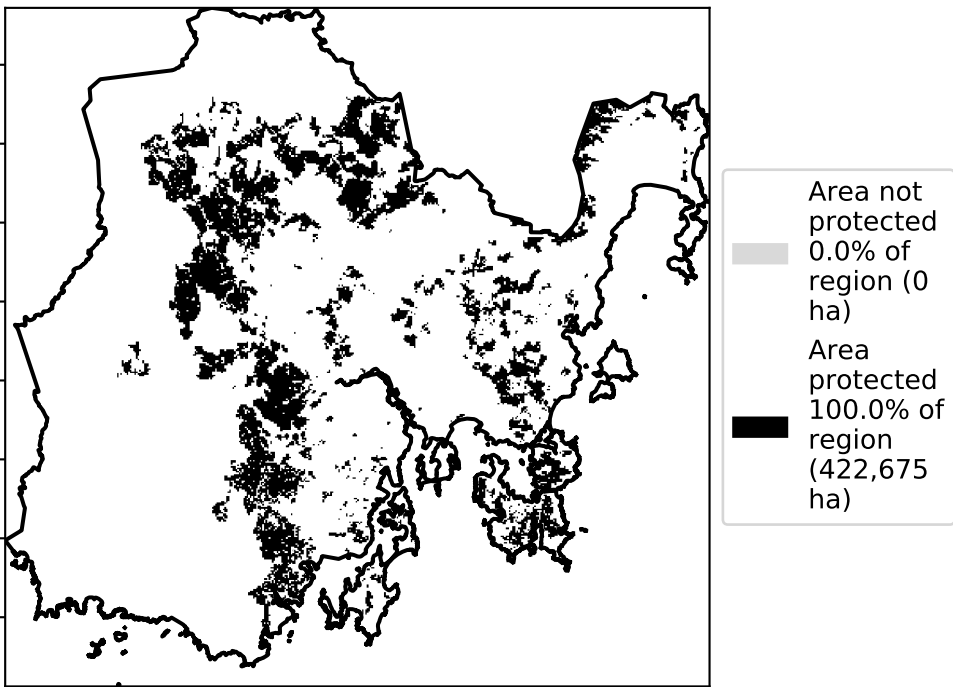 Area not
protected
0.0% of
region (0
ha)
Area
protected
100.0% of
region
(422,675
ha)